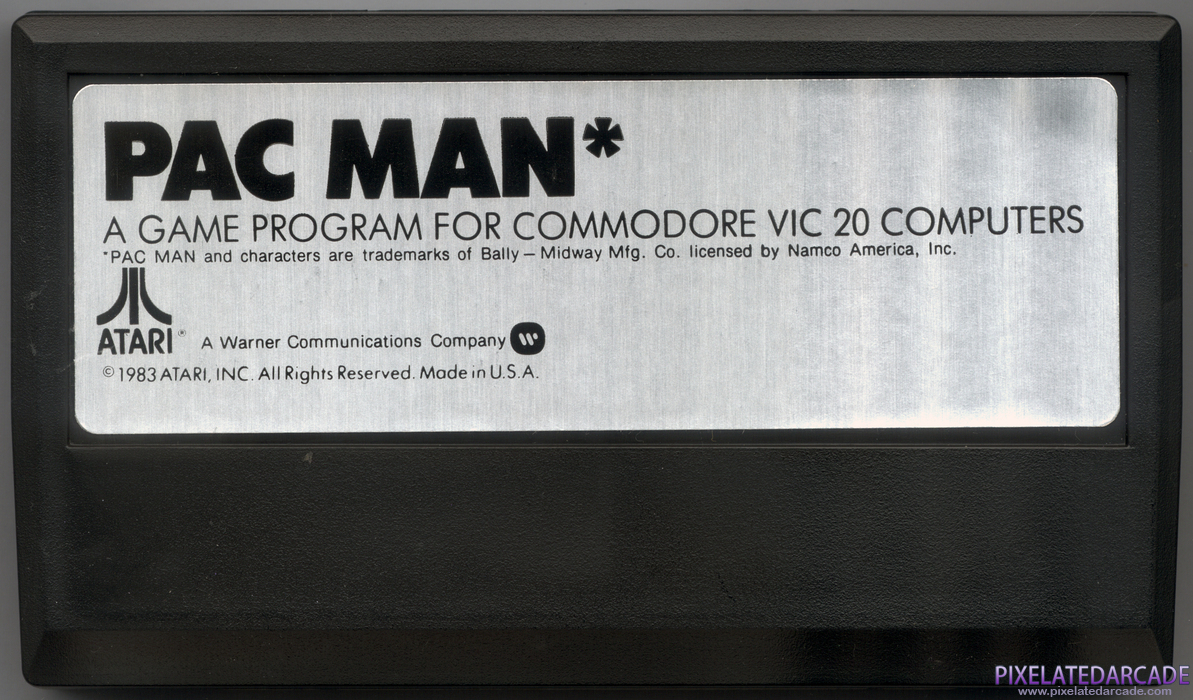 PAC MAN*
A GAME PROGRAM FOR COMMODORE VIC 20 COMPUTERS
*PAC MAN and characters are trademarks of Bally – Midway Mfg. Co. licensed by Namco America, Inc.
ATARI® A Warner Communications Company
© 1983 ATARI, INC. All Rights Reserved. Made in U.S.A.
PIXELATEDARCADE
www.pixelatedarcade.com